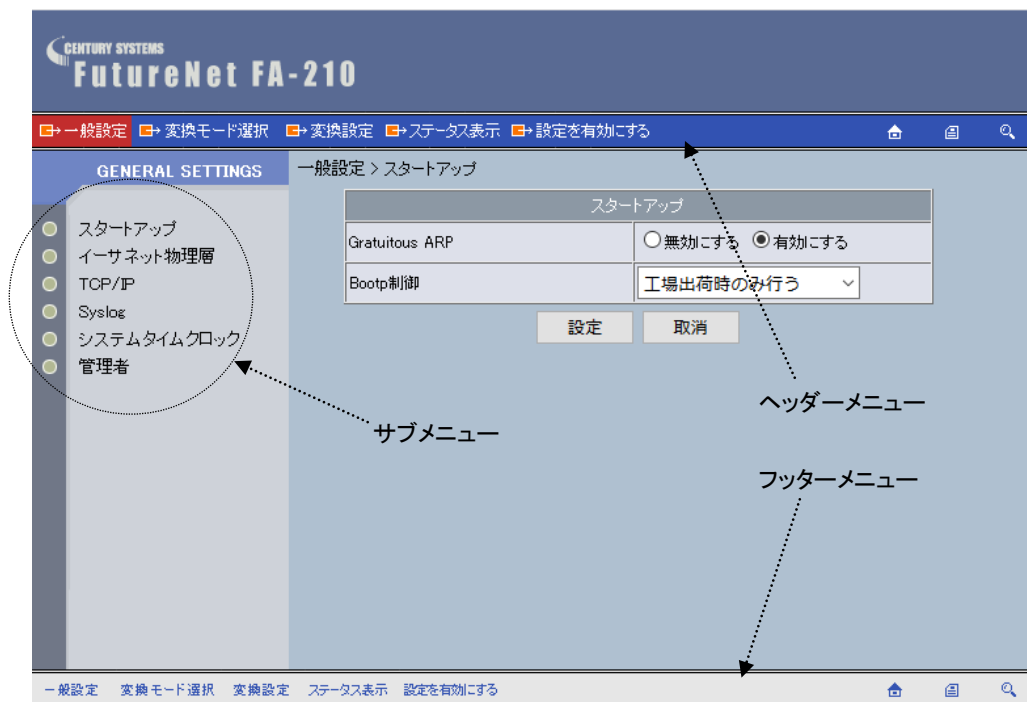 CENTURY SYSTEMS
FutureNet FA-210
一般設定 変換モード選択 変換設定 ステータス表示 設定を有効にする
GENERAL SETTINGS
一般設定 > スタートアップ
スタートアップ
イーサネット物理層
TCP/IP
Syslog
システムタイムクロック
管理者
スタートアップ
Gratuitous ARP 無効にする 有効にする
Bootp制御 工場出荷時のみ行う
設定 取消
ヘッダーメニュー
サブメニュー
フッターメニュー
一般設定 変換モード選択 変換設定 ステータス表示 設定を有効にする